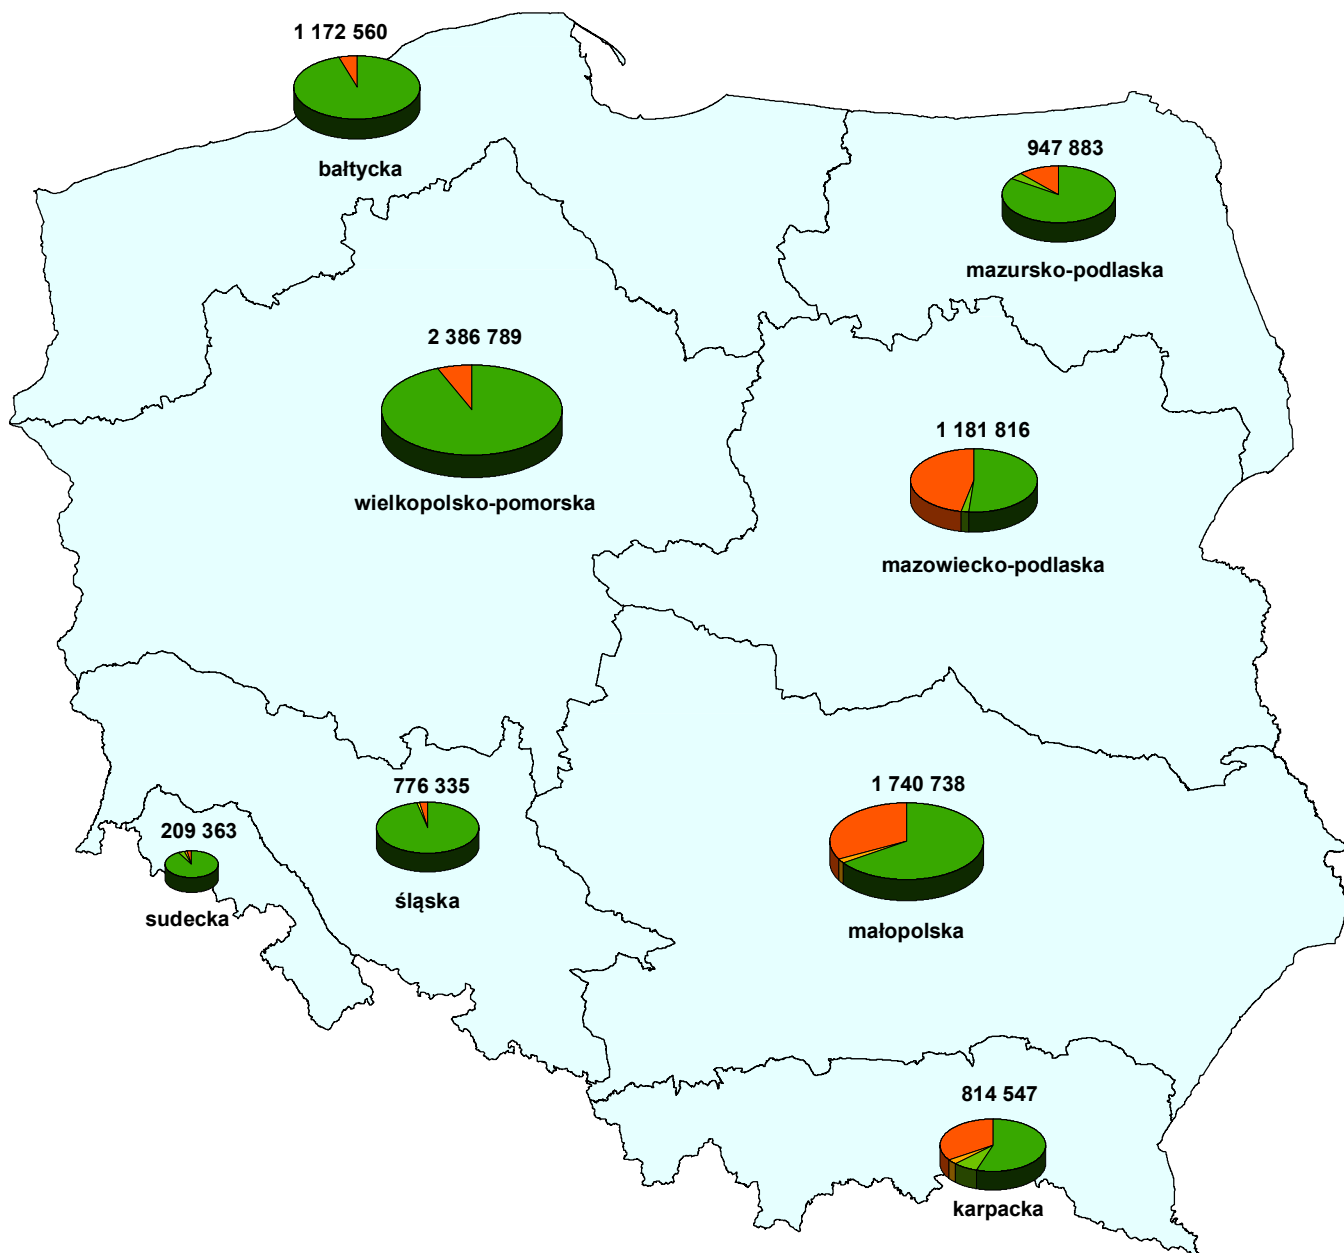 1 172 560
bałtycka
947 883
mazursko-podlaska
2 386 789
wielkopolsko-pomorska
1 181 816
mazowiecko-podlaska
776 335
śląska
209 363
sudecka
1 740 738
małopolska
814 547
karpacka